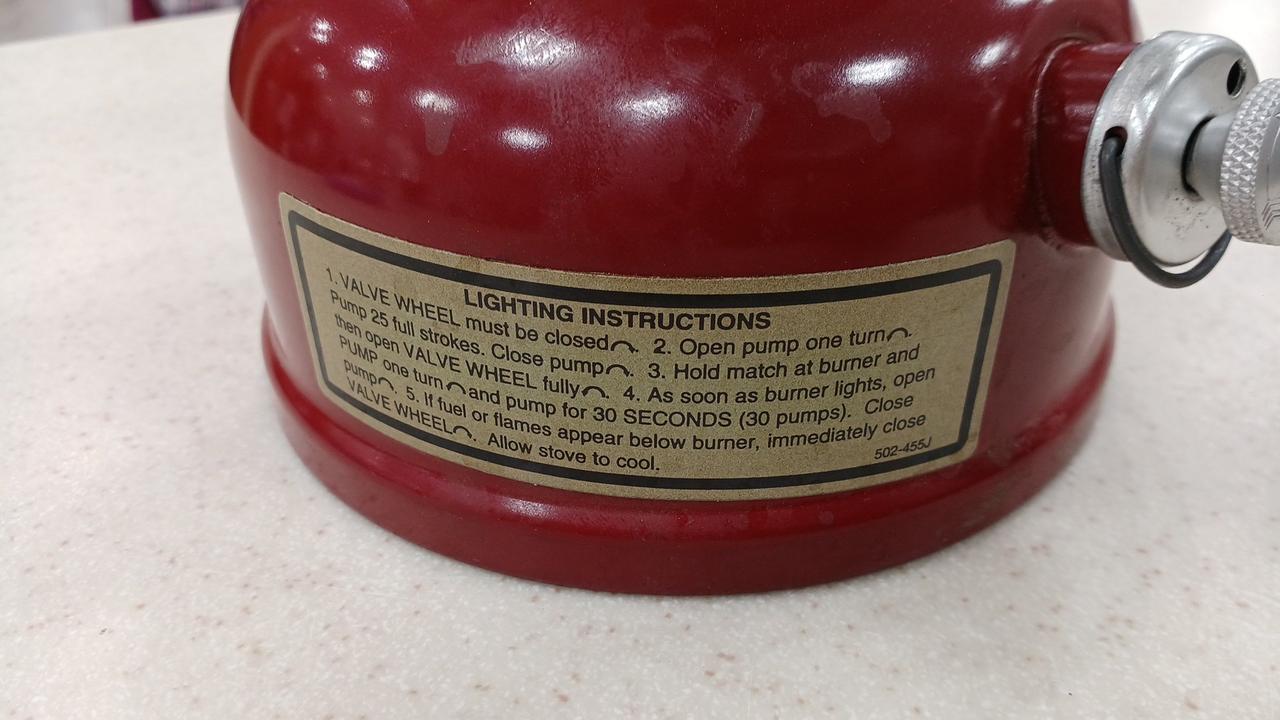 LIGHTING INSTRUCTIONS
1. VALVE WHEEL must be closed. 2. Open pump one turn.
Pump 25 full strokes. Close pump. 3. Hold match at burner and
then open VALVE WHEEL fully. 4. As soon as burner lights, open
PUMP one turn and pump for 30 SECONDS (30 pumps). Close
pump. 5. If fuel or flames appear below burner, immediately close
VALVE WHEEL. Allow stove to cool.
502-455J